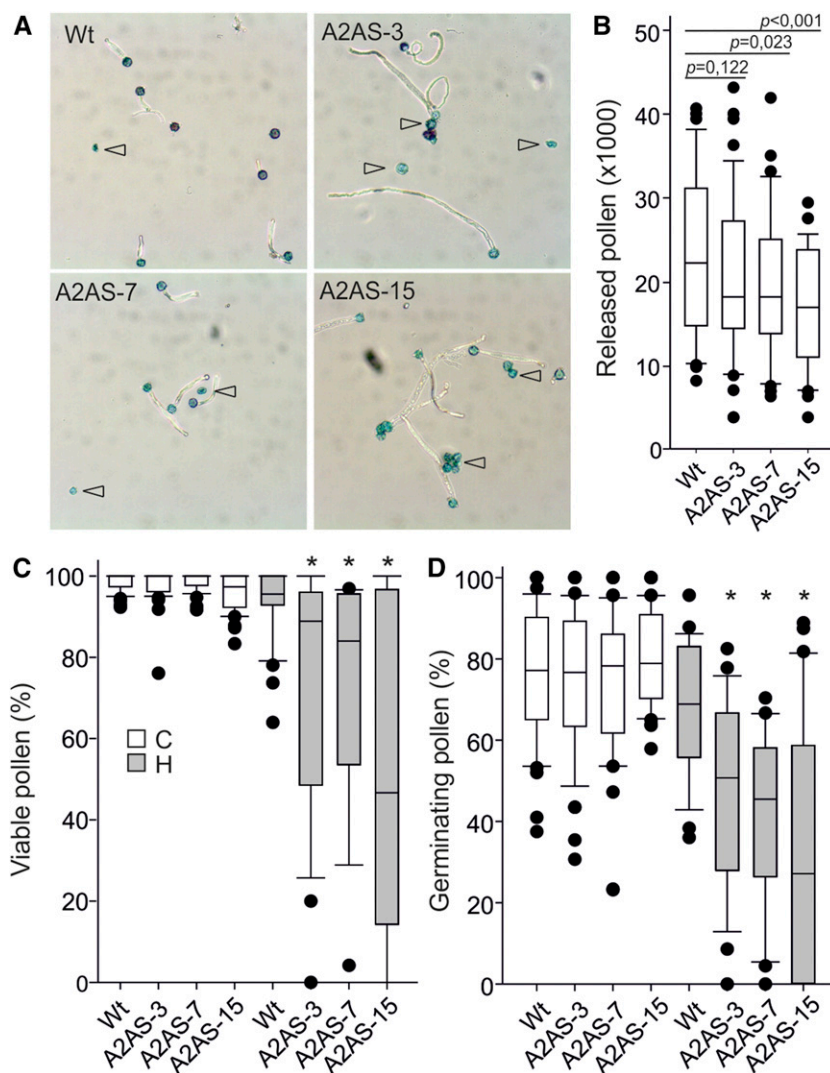 A
Wt
A2AS-3
A2AS-7
A2AS-15
B
p<0,001
p=0,023
p=0,122
Released pollen (x1000)
50
40
30
20
10
0
Wt
A2AS-3
A2AS-7
A2AS-15
C
* * *
Viable pollen (%)
100
80
60
40
20
0
C
H
Wt
A2AS-3
A2AS-7
A2AS-15
Wt
A2AS-3
A2AS-7
A2AS-15
D
* * *
Germinating pollen (%)
100
80
60
40
20
0
Wt
A2AS-3
A2AS-7
A2AS-15
Wt
A2AS-3
A2AS-7
A2AS-15